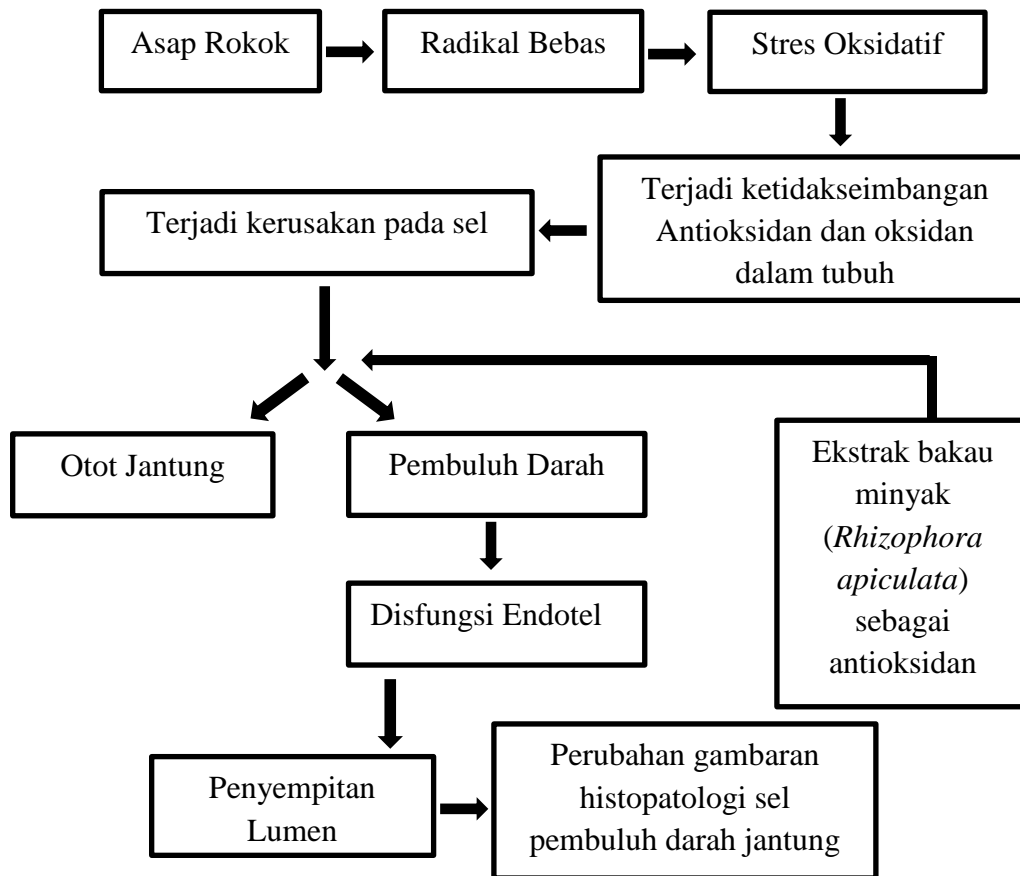 Asap Rokok
Radikal Bebas
Stres Oksidatif
Terjadi ketidakseimbangan
Antioksidan dan oksidan
dalam tubuh
Terjadi kerusakan pada sel
Otot Jantung
Pembuluh Darah
Ekstrak bakau
minyak
(Rhizophora
apiculata)
sebagai
antioksidan
Disfungsi Endotel
Penyempitan
Lumen
Perubahan gambaran
histopatologi sel
pembuluh darah jantung